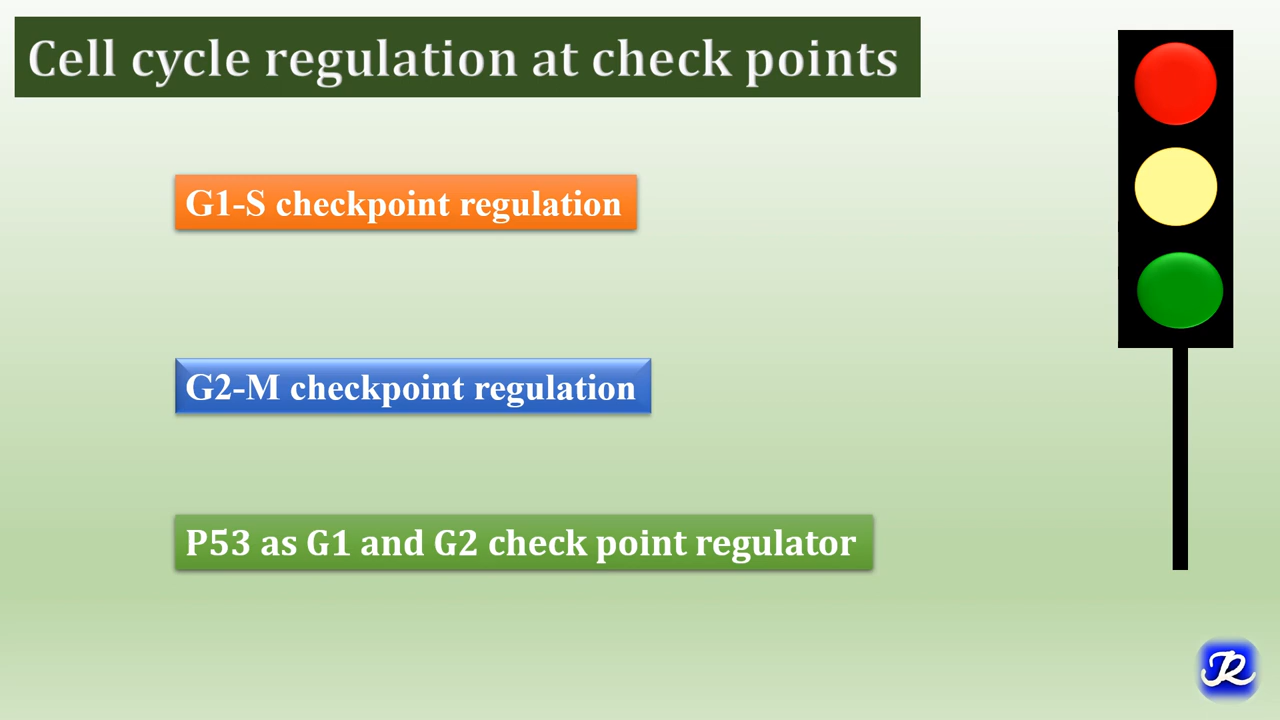 Cell cycle regulation at check points
G1-S checkpoint regulation
G2-M checkpoint regulation
P53 as G1 and G2 check point regulator
JR